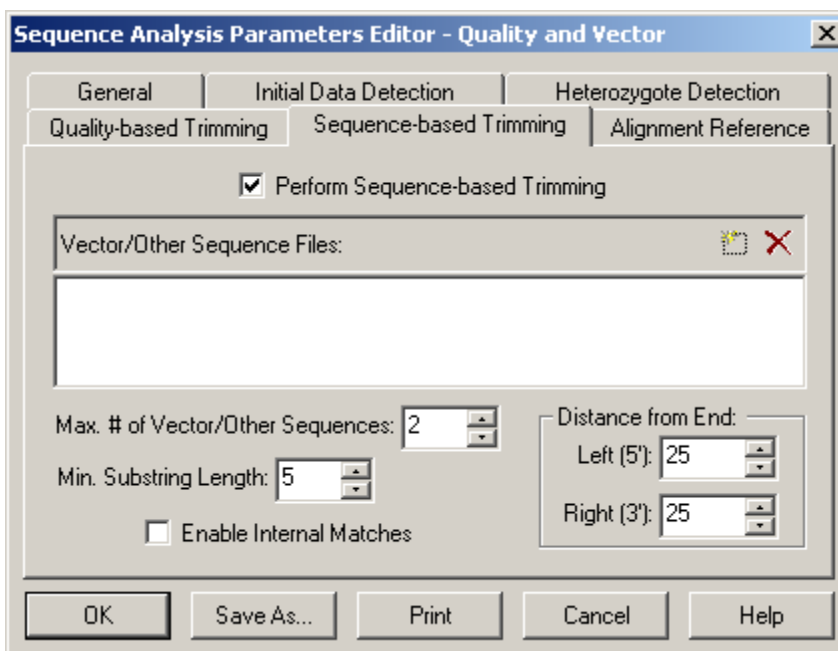 Sequence Analysis Parameters Editor - Quality and Vector
General Initial Data Detection Heterozygote Detection
Quality-based Trimming Sequence-based Trimming Alignment Reference
Perform Sequence-based Trimming
Vector/Other Sequence Files:
Max. # of Vector/Other Sequences: 2
Distance from End:
Left (5'): 25
Min. Substring Length: 5
Right (3'): 25
Enable Internal Matches
OK Save As... Print Cancel Help